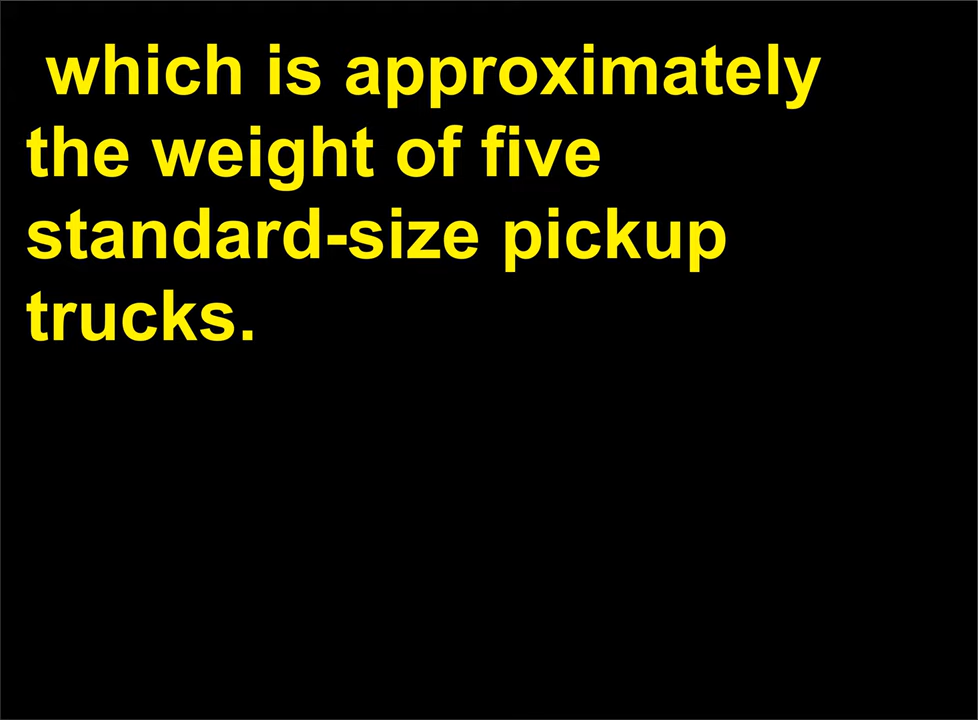 which is approximately
the weight of five
standard-size pickup
trucks.